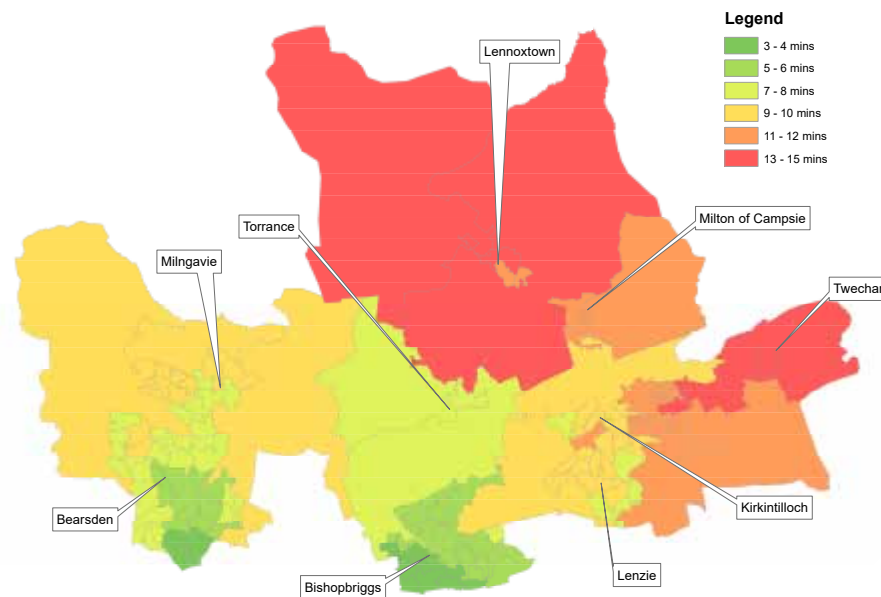 Legend
3 - 4 mins
5 - 6 mins
7 - 8 mins
9 - 10 mins
11 - 12 mins
13 - 15 mins
Lennoxtown
Milton of Campsie
Torrance
Milngavie
Twechar
Bearsden
Kirkintilloch
Lenzie
Bishopbriggs